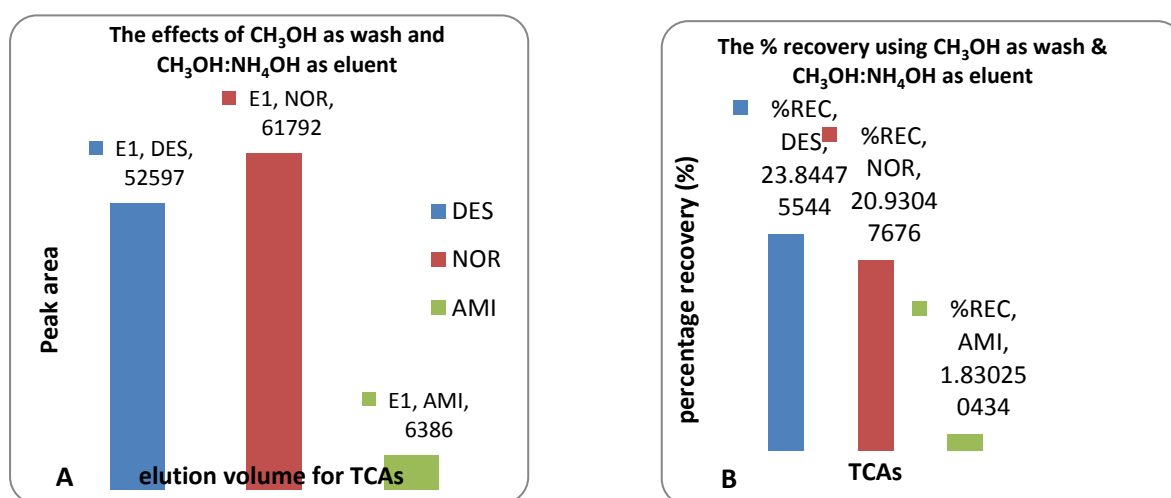 The effects of CH₃OH as wash and
CH₃OH:NH₄OH as eluent
E1, NOR,
61792
E1, DES,
52597
DES
NOR
AMI
E1, AMI,
6386
Peak area
A
elution volume for TCAs
The % recovery using CH₃OH as wash &
CH₃OH:NH₄OH as eluent
%REC,
DES,
23.8447
5544
%REC,
NOR,
20.9304
7676
%REC,
AMI,
1.83025
0434
percentage recovery (%)
B
TCAs